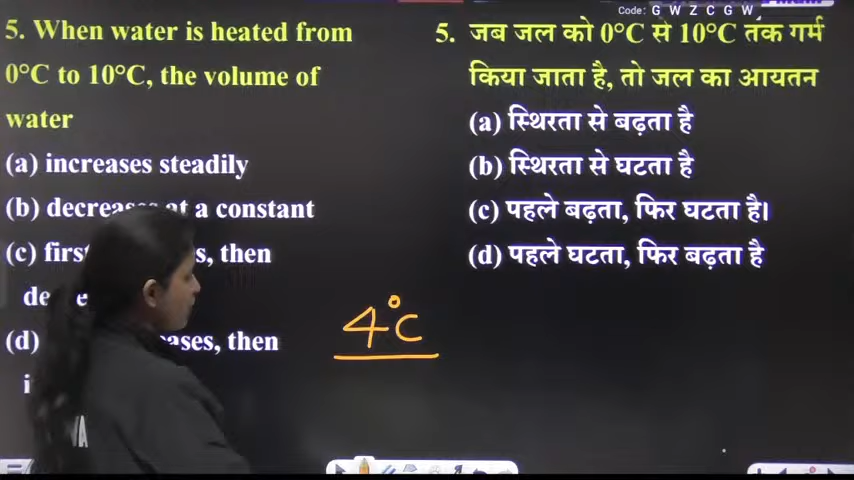 Code: G W Z C G W
5. When water is heated from
0°C to 10°C, the volume of
water
(a) increases steadily
(b) decreases at a constant
(c) first then
(d) then
4°C
5. जब जल को 0°C से 10°C तक गर्म
किया जाता है, तो जल का आयतन
(a) स्थिरता से बढ़ता है
(b) स्थिरता से घटता है
(c) पहले बढ़ता, फिर घटता है।
(d) पहले घटता, फिर बढ़ता है